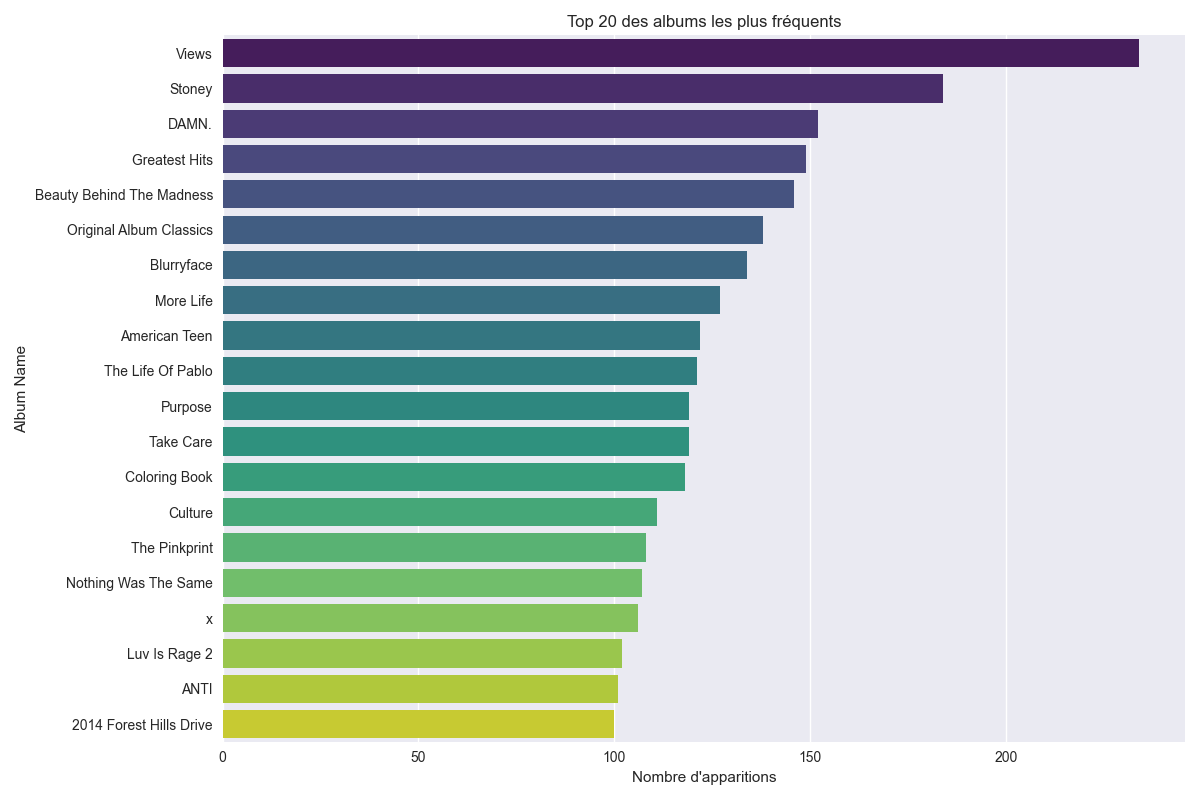 Top 20 des albums les plus fréquents
Album Name
Views
Stoney
DAMN.
Greatest Hits
Beauty Behind The Madness
Original Album Classics
Blurryface
More Life
American Teen
The Life Of Pablo
Purpose
Take Care
Coloring Book
Culture
The Pinkprint
Nothing Was The Same
x
Luv Is Rage 2
ANTI
2014 Forest Hills Drive
0 50 100 150 200
Nombre d'apparitions